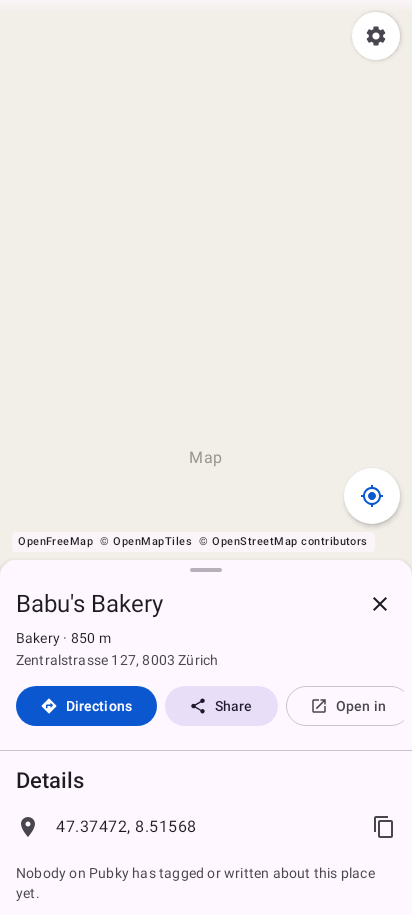 Map
OpenFreeMap © OpenMapTiles © OpenStreetMap contributors
Babu's Bakery
Bakery · 850 m
Zentralstrasse 127, 8003 Zürich
Directions
Share
Open in
Details
47.37472, 8.51568
Nobody on Pubky has tagged or written about this place
yet.